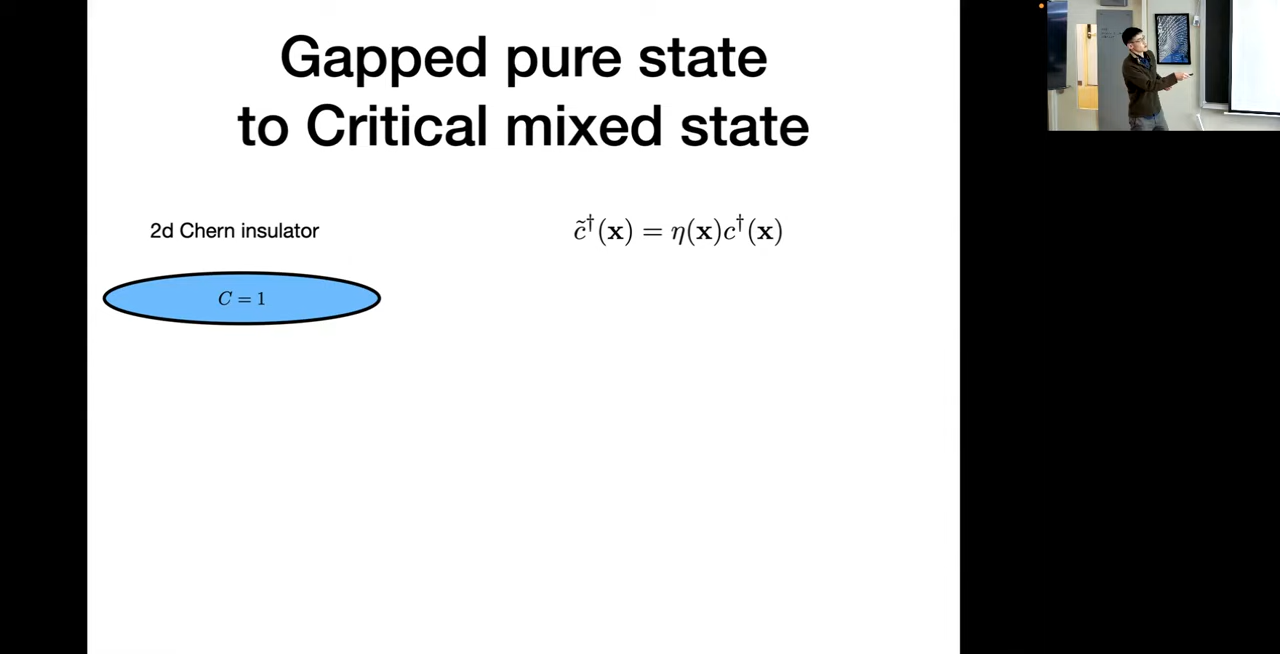 Gapped pure state
to Critical mixed state
2d Chern insulator
c̃†(𝐱) = η(𝐱)c†(𝐱)
C = 1